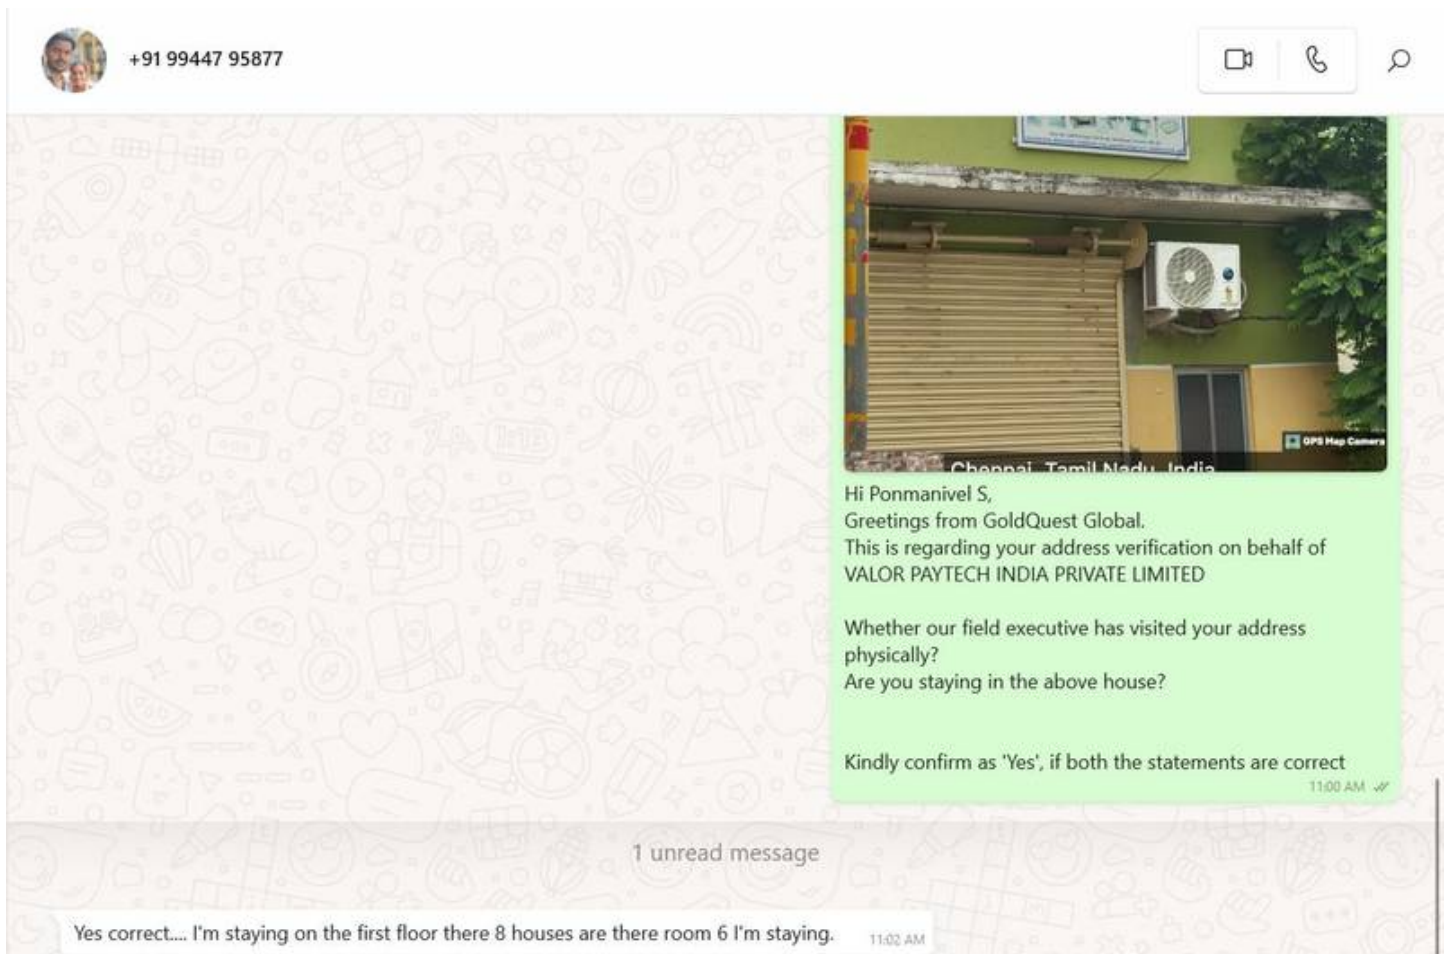 +91 99447 95877
GPS Map Camera
Chennai, Tamil Nadu, India
Hi Ponmanivel S,
Greetings from GoldQuest Global.
This is regarding your address verification on behalf of
VALOR PAYTECH INDIA PRIVATE LIMITED
Whether our field executive has visited your address
physically?
Are you staying in the above house?
Kindly confirm as 'Yes', if both the statements are correct
11:00 AM
1 unread message
Yes correct.... I'm staying on the first floor there 8 houses are there room 6 I'm staying.
11:02 AM